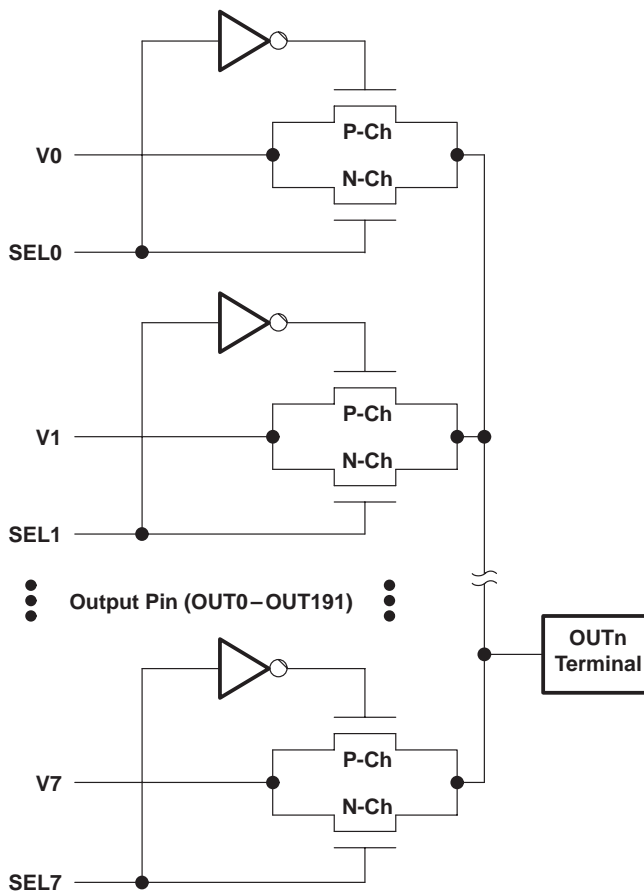 P-Ch
V0
N-Ch
SEL0
P-Ch
V1
N-Ch
SEL1
Output Pin (OUT0–OUT191)
OUTn
Terminal
P-Ch
V7
N-Ch
SEL7